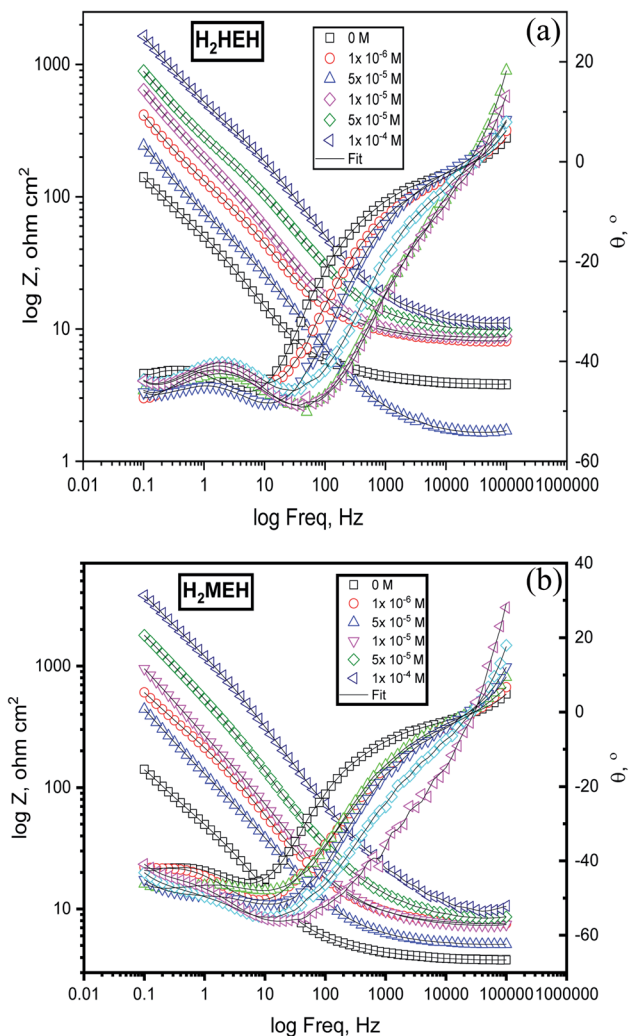 H₂HEH
(a)
0 M
1x 10⁻⁶ M
5x 10⁻⁵ M
1x 10⁻⁵ M
5x 10⁻⁵ M
1x 10⁻⁴ M
Fit
1000
100
10
1
log Z, ohm cm²
20
0
-20
-40
-60
θ, °
0.01 0.1 1 10 100 1000 10000 100000 1000000
log Freq, Hz
H₂MEH
(b)
0 M
1x 10⁻⁶ M
5x 10⁻⁵ M
1x 10⁻⁵ M
5x 10⁻⁵ M
1x 10⁻⁴ M
Fit
1000
100
10
log Z, ohm cm²
40
20
0
-20
-40
-60
θ, °
0.01 0.1 1 10 100 1000 10000 100000 1000000
log Freq, Hz